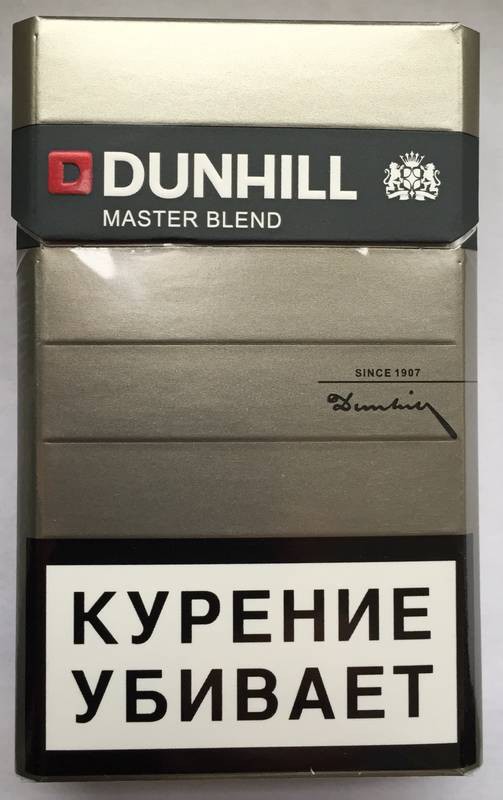 D DUNHILL
MASTER BLEND
SINCE 1907
Dunhill
КУРЕНИЕ
УБИВАЕТ